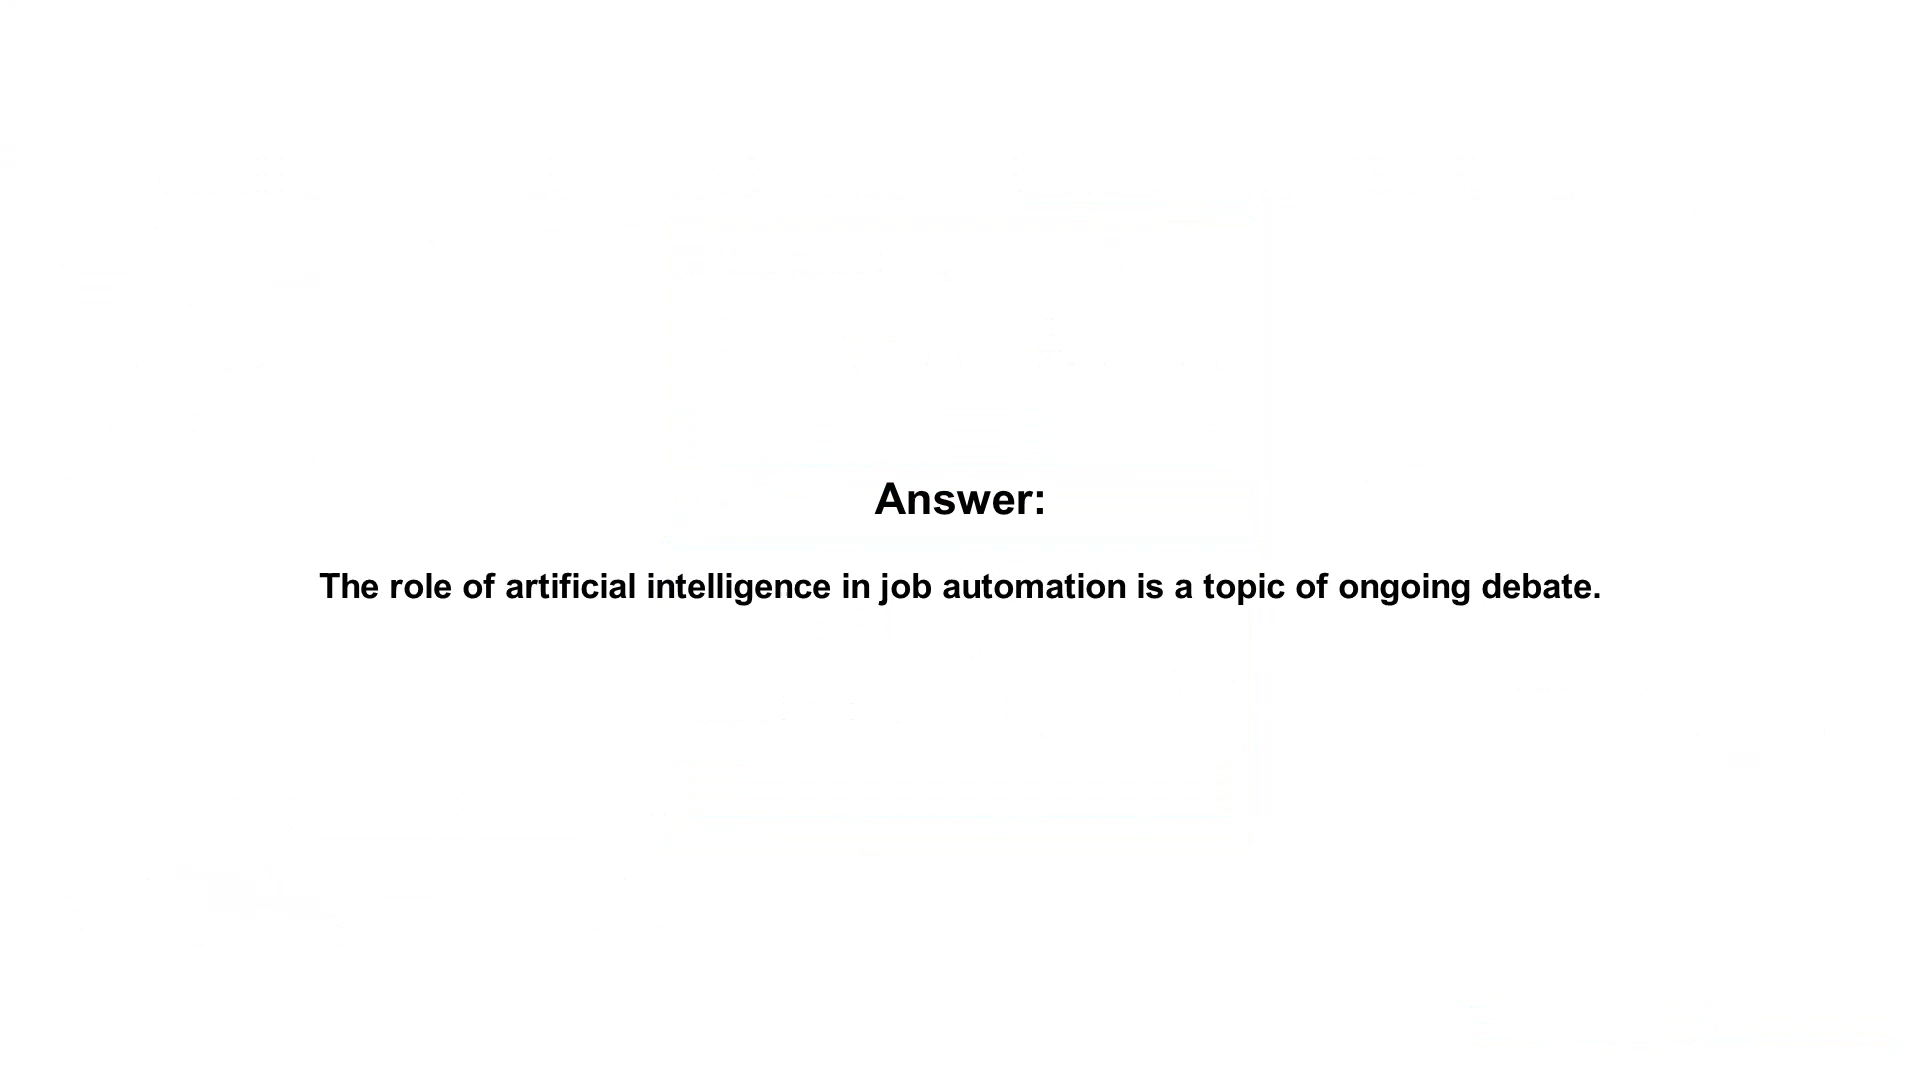 Answer:
The role of artificial intelligence in job automation is a topic of ongoing debate.